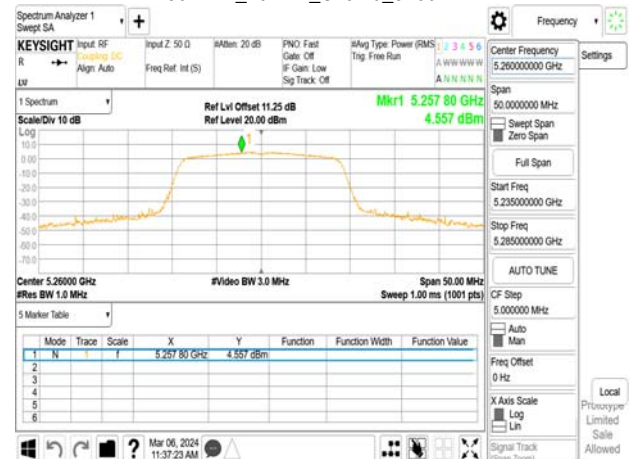 Spectrum Analyzer 1
Swept SA
Frequency
KEYSIGHT
R
LXI
Input: RF
Coupling: DC
Align: Auto
Input Z: 50 Ω
Freq Ref: Int (S)
#Atten: 20 dB
PNO: Fast
Gate: Off
IF Gain: Low
Sig Track: Off
#Avg Type: Power (RMS
Trig: Free Run
1 2 3 4 5 6
A WW WW W
A N N N N N
1 Spectrum
Scale/Div 10 dB
Ref Lvl Offset 11.25 dB
Ref Level 20.00 dBm
Mkr1 5.257 80 GHz
4.557 dBm
Log
10.0
0.00
-10.0
-20.0
-30.0
-40.0
-50.0
-60.0
-70.0
1
Center 5.26000 GHz
#Res BW 1.0 MHz
#Video BW 3.0 MHz
Span 50.00 MHz
Sweep 1.00 ms (1001 pts)
5 Marker Table
Mode Trace Scale X Y Function Function Width Function Value
1 N 1 f 5.257 80 GHz 4.557 dBm
2
3
4
5
6
Mar 06, 2024
11:37:23 AM
Center Frequency
5.260000000 GHz
Settings
Span
50.0000000 MHz
Swept Span
Zero Span
Full Span
Start Freq
5.235000000 GHz
Stop Freq
5.285000000 GHz
AUTO TUNE
CF Step
5.000000 MHz
Auto
Man
Freq Offset
0 Hz
X Axis Scale
Log
Lin
Signal Track
(Span Zoom)
Local
Prototype
Limited
Sale
Allowed